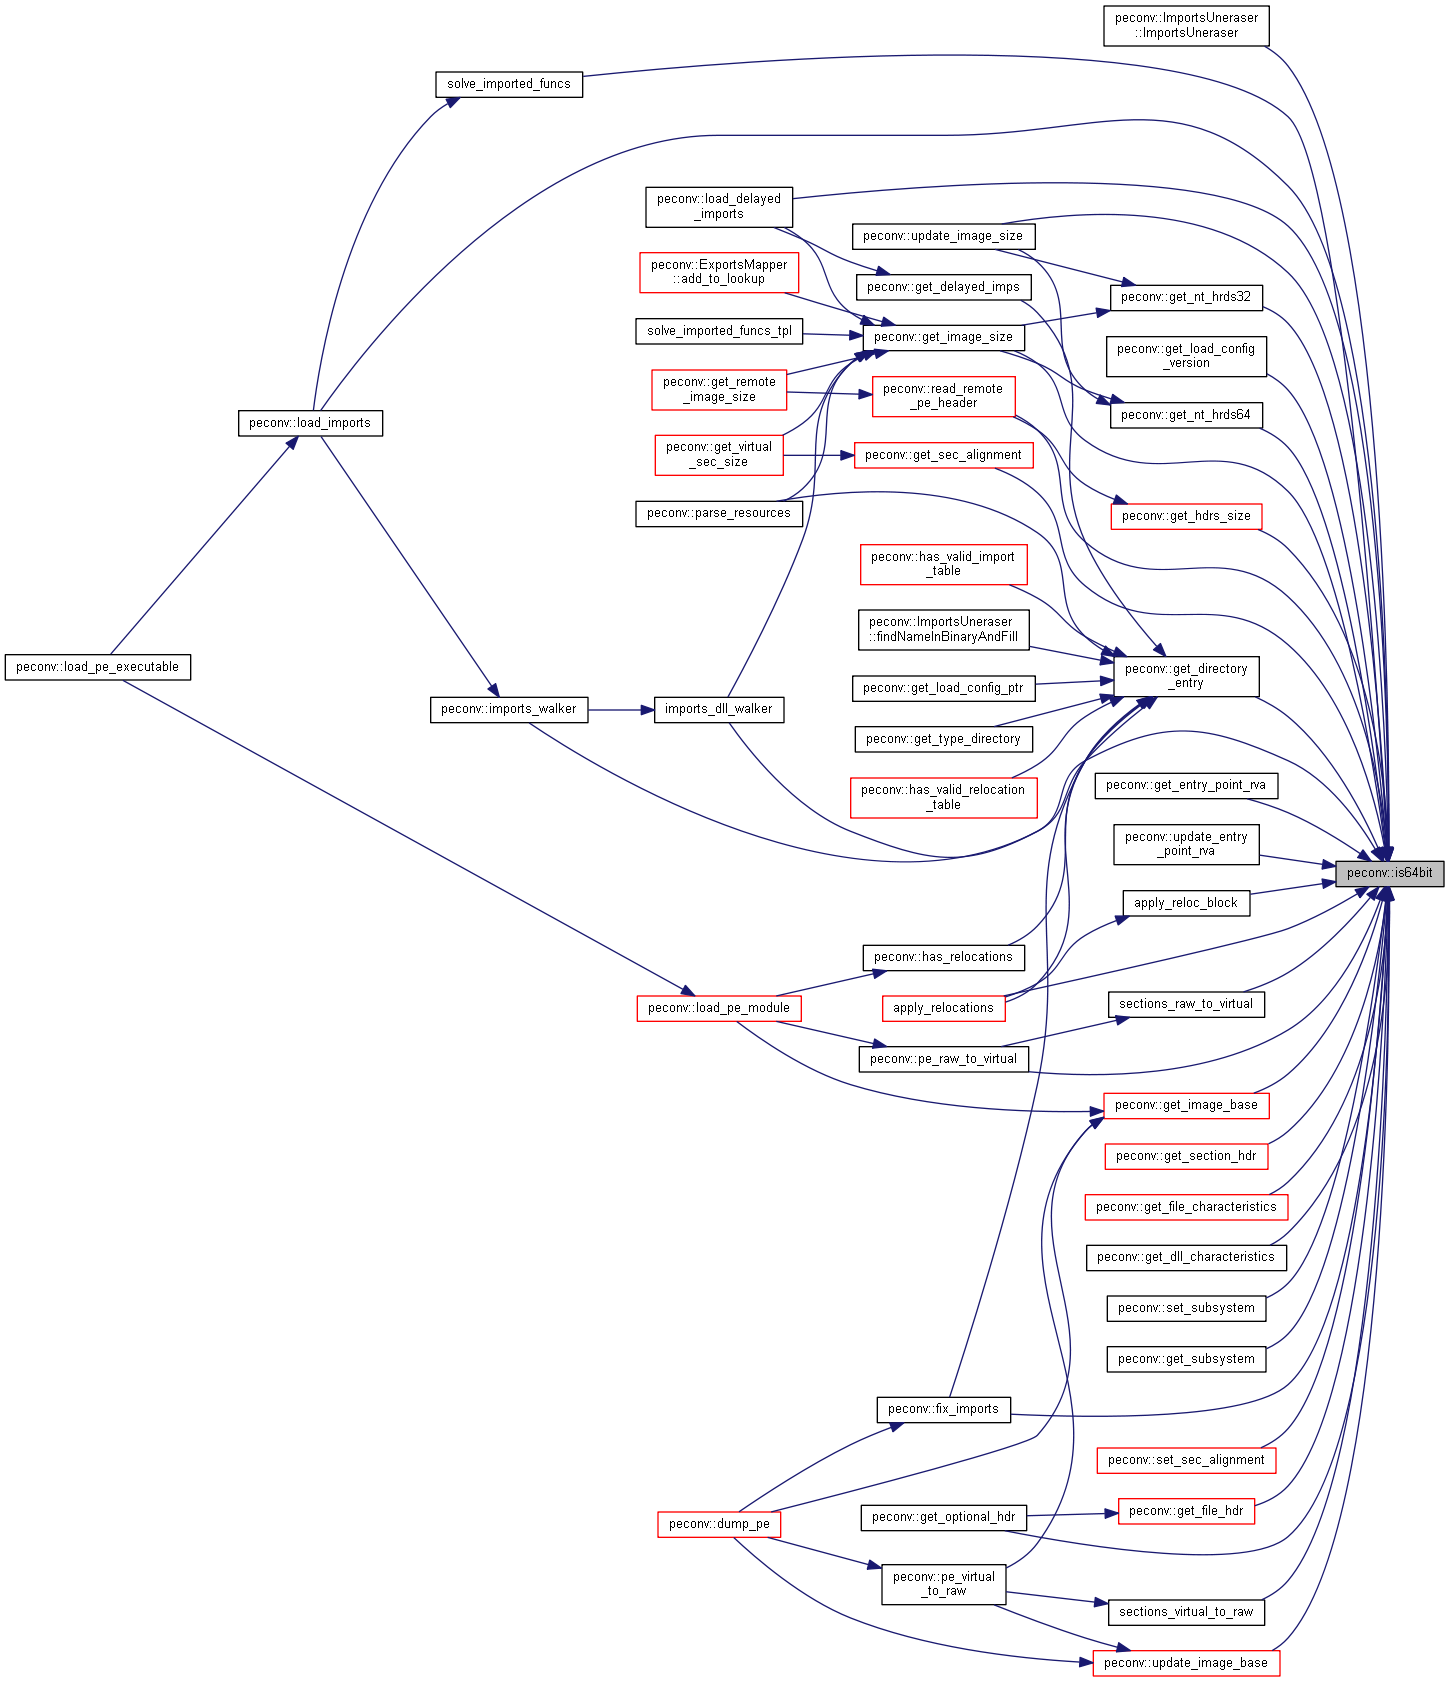 peconv::ImportsUneraser
::ImportsUneraser
solve_imported_funcs
peconv::load_delayed
_imports
peconv::update_image_size
peconv::ExportsMapper
::add_to_lookup
peconv::get_delayed_imps
peconv::get_nt_hrds32
solve_imported_funcs_tpl
peconv::get_image_size
peconv::get_load_config
_version
peconv::get_remote
_image_size
peconv::read_remote
_pe_header
peconv::get_nt_hrds64
peconv::load_imports
peconv::get_virtual
_sec_size
peconv::get_sec_alignment
peconv::parse_resources
peconv::get_hdrs_size
peconv::has_valid_import
_table
peconv::ImportsUneraser
::findNameInBinaryAndFill
peconv::load_pe_executable
peconv::get_directory
_entry
peconv::get_load_config_ptr
peconv::imports_walker
imports_dll_walker
peconv::get_type_directory
peconv::has_valid_relocation
_table
peconv::get_entry_point_rva
peconv::update_entry
_point_rva
peconv::is64bit
apply_reloc_block
peconv::has_relocations
peconv::load_pe_module
apply_relocations
sections_raw_to_virtual
peconv::pe_raw_to_virtual
peconv::get_image_base
peconv::get_section_hdr
peconv::get_file_characteristics
peconv::get_dll_characteristics
peconv::set_subsystem
peconv::get_subsystem
peconv::fix_imports
peconv::set_sec_alignment
peconv::dump_pe
peconv::get_optional_hdr
peconv::get_file_hdr
peconv::pe_virtual
_to_raw
sections_virtual_to_raw
peconv::update_image_base